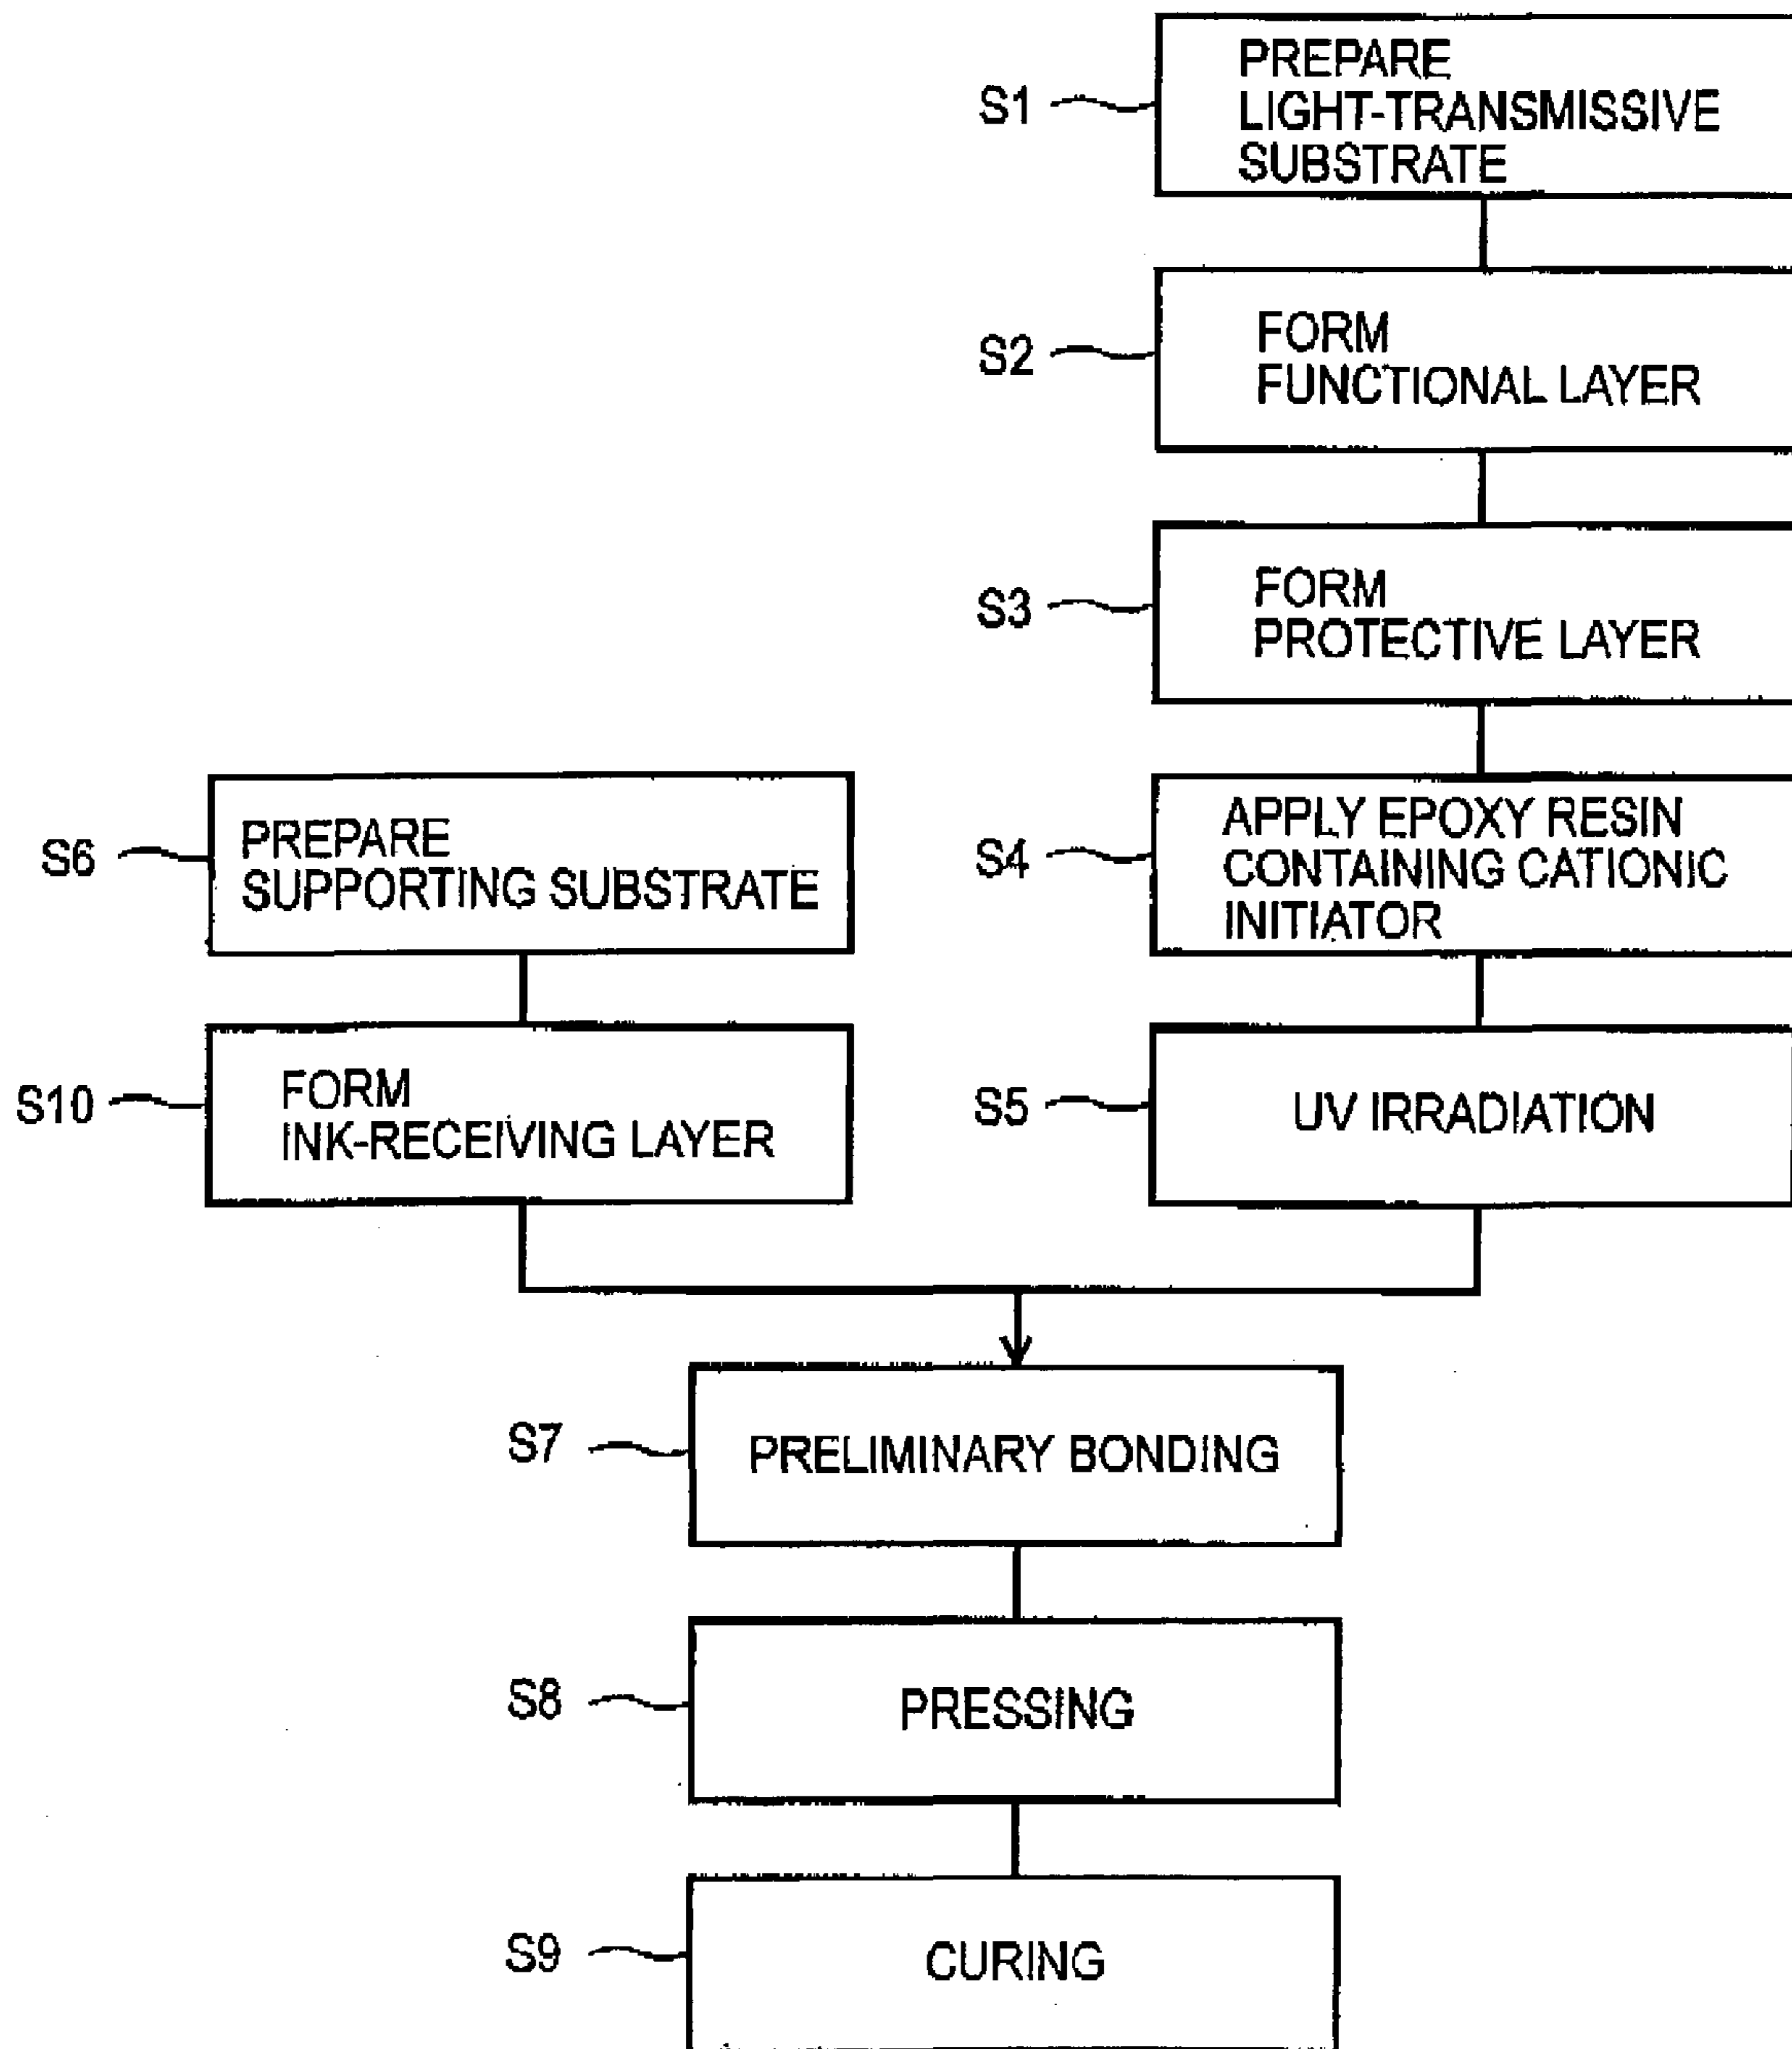 S1
PREPARE
LIGHT-TRANSMISSIVE
SUBSTRATE
S2
FORM
FUNCTIONAL LAYER
S3
FORM
PROTECTIVE LAYER
S6
PREPARE
SUPPORTING SUBSTRATE
S4
APPLY EPOXY RESIN
CONTAINING CATIONIC
INITIATOR
S10
FORM
INK-RECEIVING LAYER
S5
UV IRRADIATION
S7
PRELIMINARY BONDING
S8
PRESSING
S9
CURING